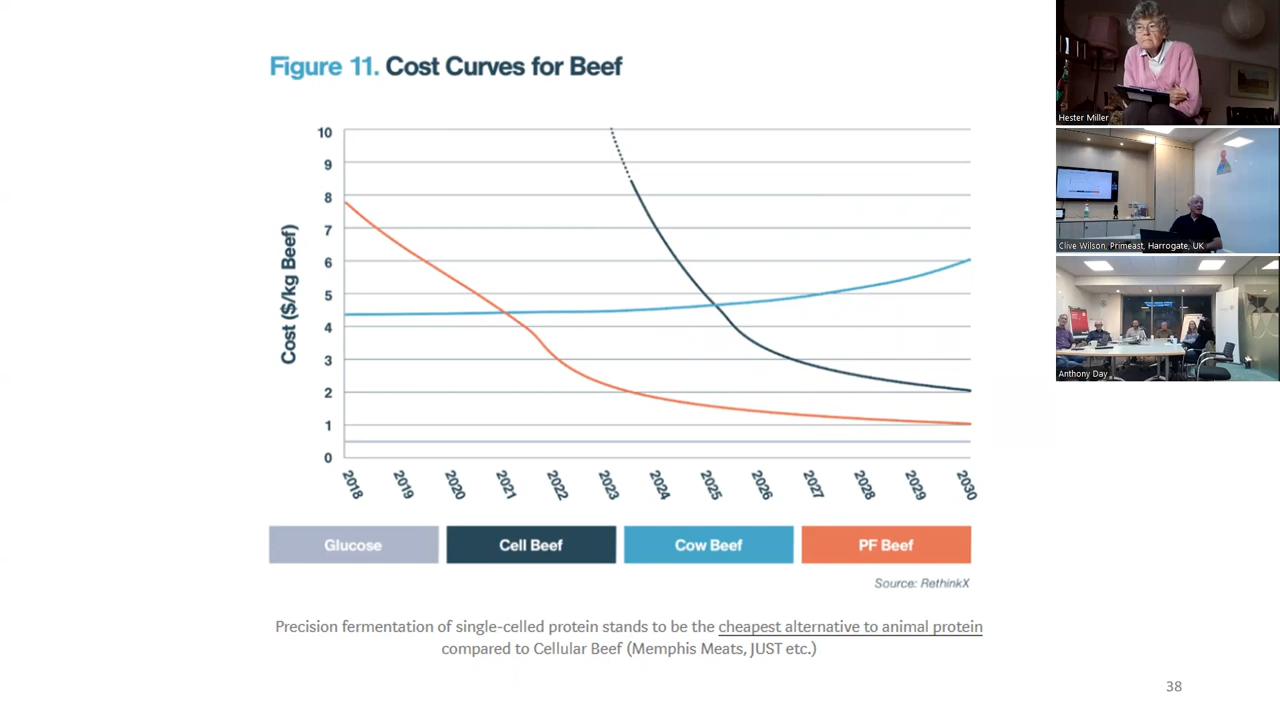 Figure 11. Cost Curves for Beef
Cost ($/kg Beef)
10
9
8
7
6
5
4
3
2
1
0
2018
2019
2020
2021
2022
2023
2024
2025
2026
2027
2028
2029
2030
Glucose
Cell Beef
Cow Beef
PF Beef
Source: RethinkX
Precision fermentation of single-celled protein stands to be the cheapest alternative to animal protein
compared to Cellular Beef (Memphis Meats, JUST etc.)
38
Hester Miller
Clive Wilson, Primeast, Harrogate, UK
Anthony Day